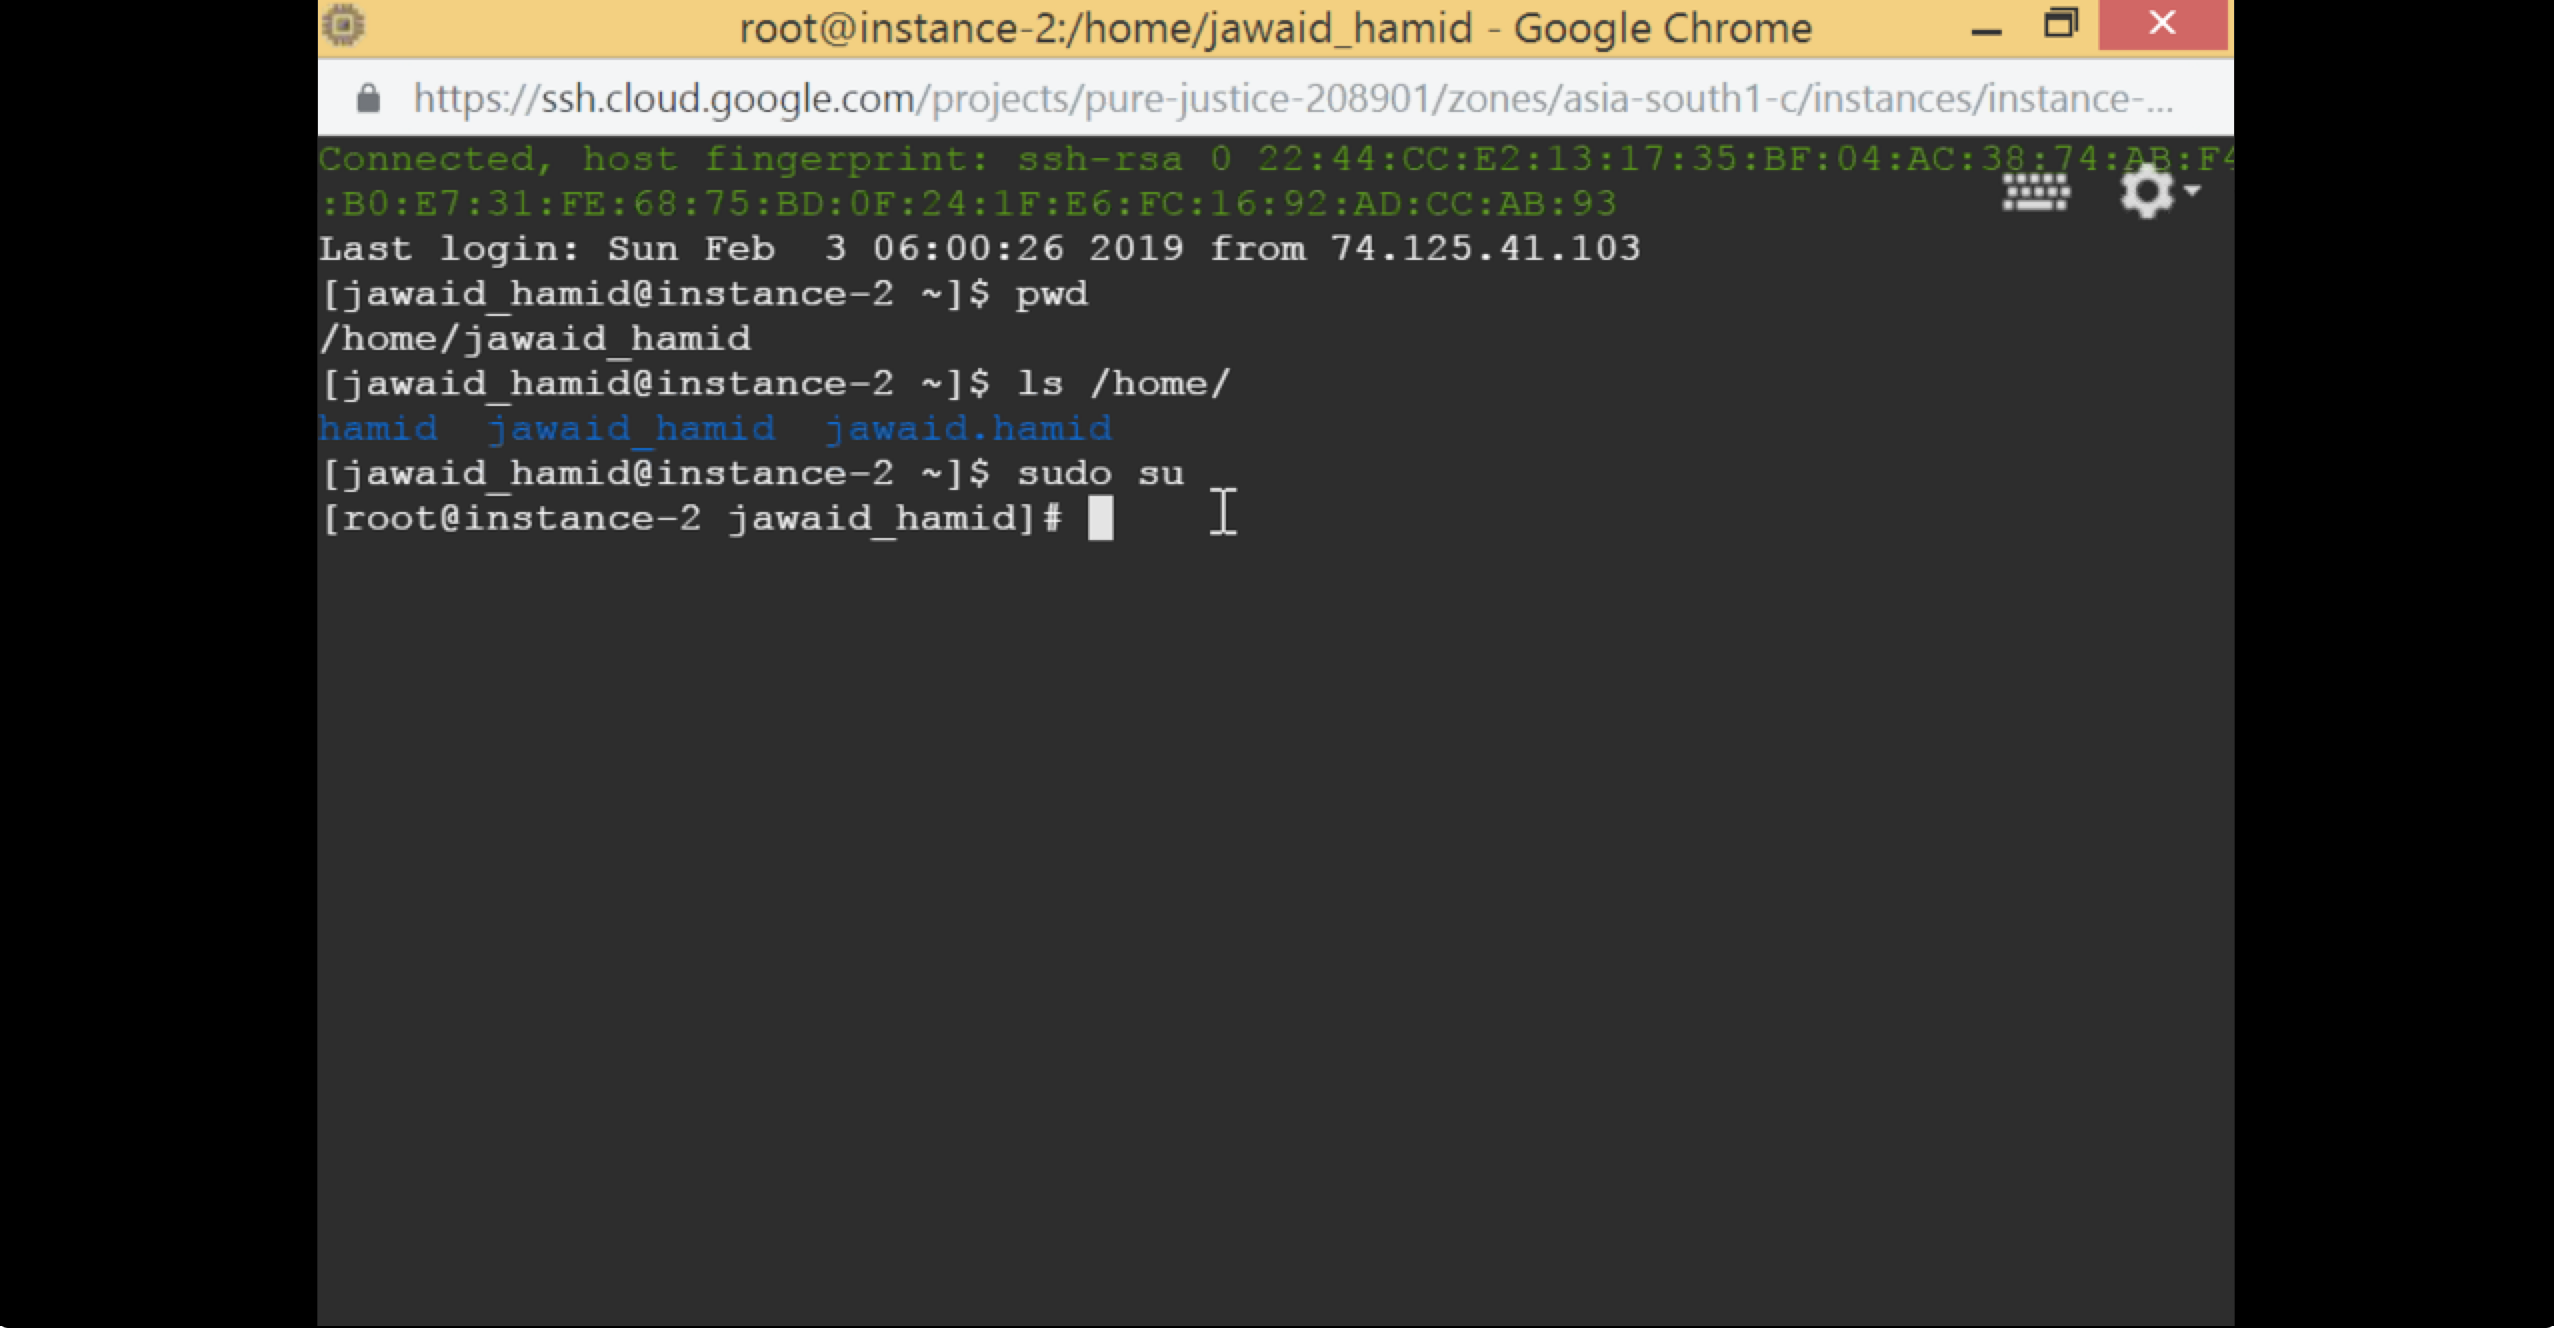 root@instance-2:/home/jawaid_hamid - Google Chrome
https://ssh.cloud.google.com/projects/pure-justice-208901/zones/asia-south1-c/instances/instance-...
Connected, host fingerprint: ssh-rsa 0 22:44:CC:E2:13:17:35:BF:04:AC:38:74:AB:F4
:B0:E7:31:FE:68:75:BD:0F:24:1F:E6:FC:16:92:AD:CC:AB:93
Last login: Sun Feb  3 06:00:26 2019 from 74.125.41.103
[jawaid_hamid@instance-2 ~]$ pwd
/home/jawaid_hamid
[jawaid_hamid@instance-2 ~]$ ls /home/
hamid  jawaid_hamid  jawaid.hamid
[jawaid_hamid@instance-2 ~]$ sudo su
[root@instance-2 jawaid_hamid]#